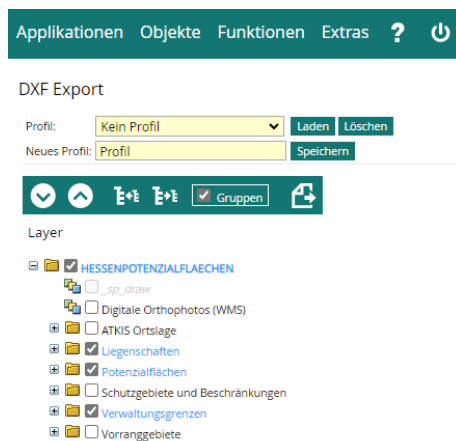 Applikationen Objekte Funktionen Extras ?
DXF Export
Profil: Kein Profil Laden Löschen
Neues Profil: Profil Speichern
Gruppen
Layer
HESSENPOTENZIALFLAECHEN
_sp_draw
Digitale Orthophotos (WMS)
ATKIS Ortslage
Liegenschaften
Potenzialflächen
Schutzgebiete und Beschränkungen
Verwaltungsgrenzen
Vorranggebiete